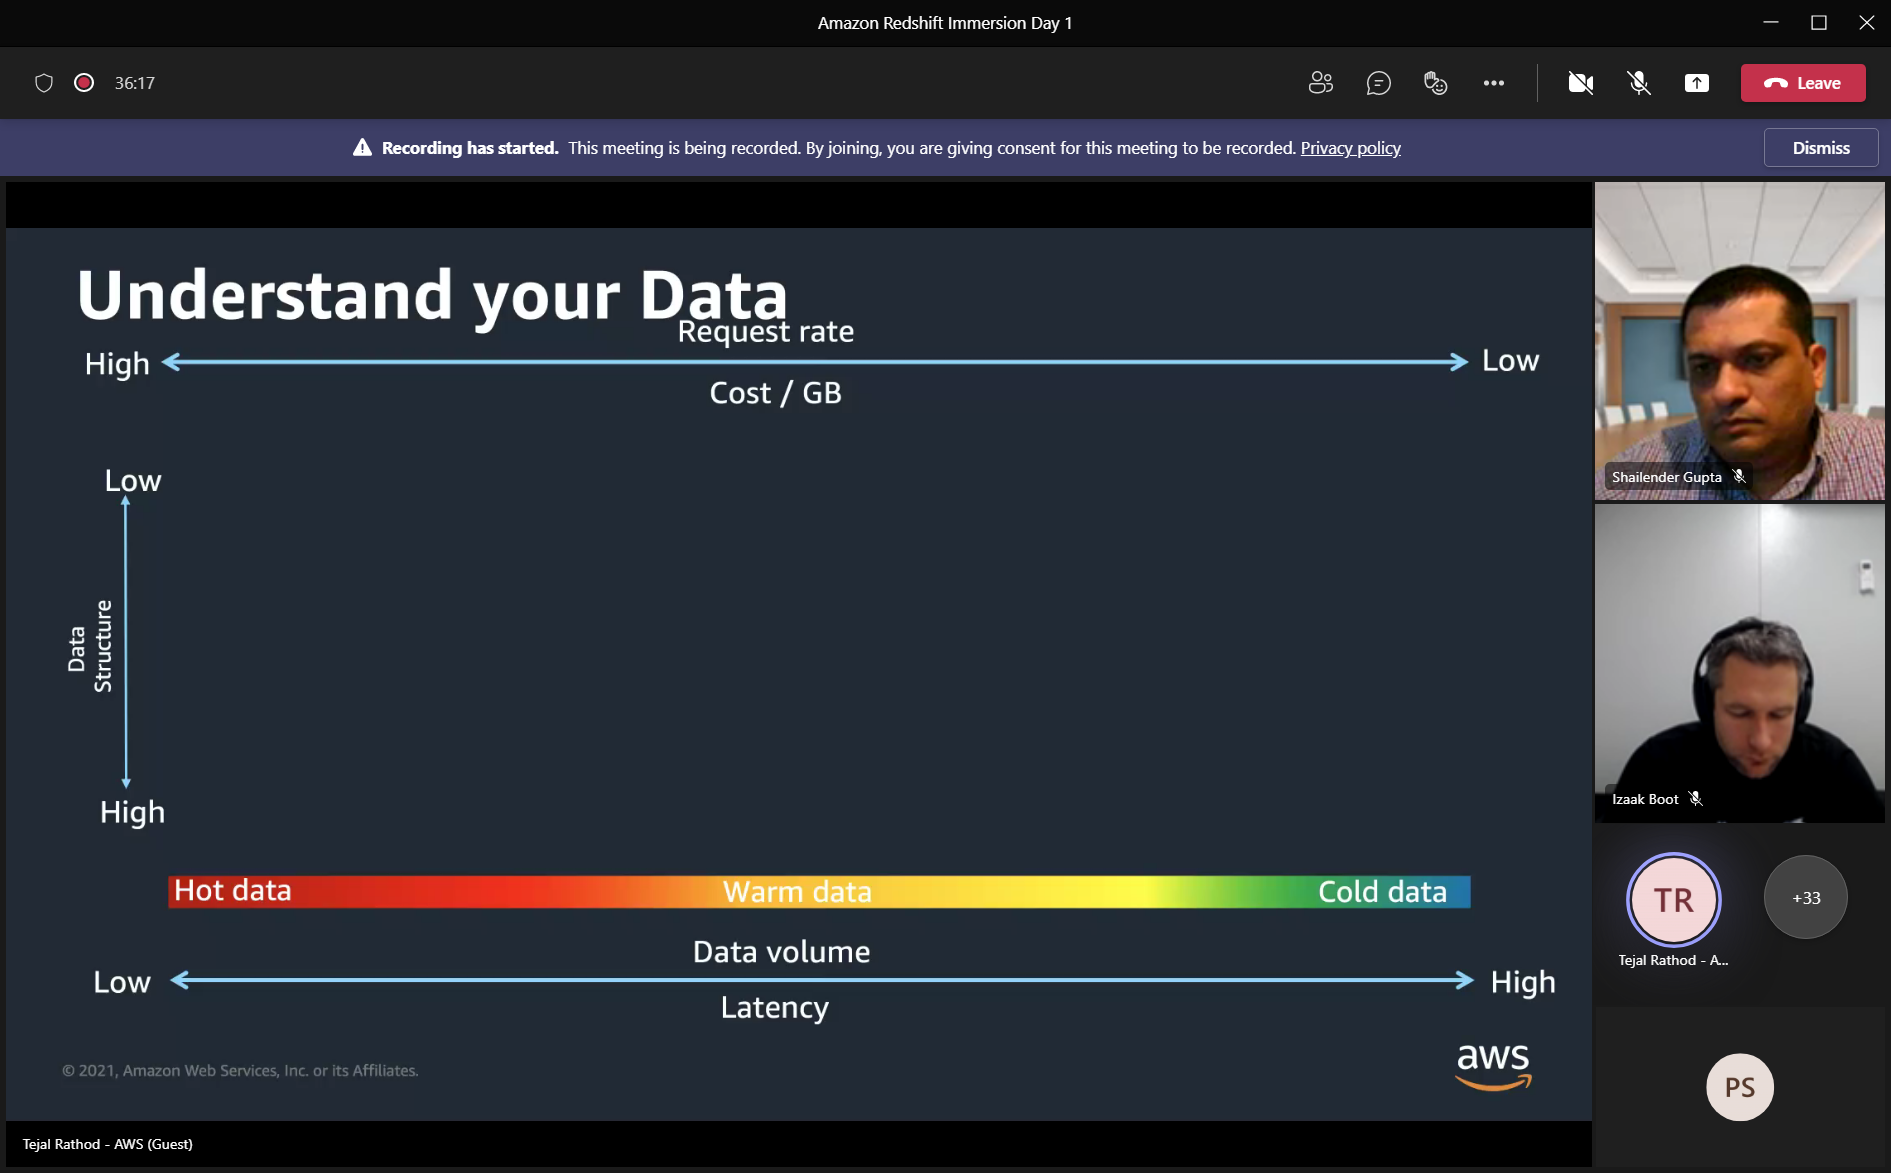 Amazon Redshift Immersion Day 1
36:17
Leave
Recording has started. This meeting is being recorded. By joining, you are giving consent for this meeting to be recorded. Privacy policy
Dismiss
Understand your Data
Request rate
High
Low
Cost / GB
Low
Data
Structure
High
Hot data
Warm data
Cold data
Data volume
Low
High
Latency
© 2021, Amazon Web Services, Inc. or its Affiliates.
aws
Tejal Rathod - AWS (Guest)
Shailender Gupta
Izaak Boot
TR
+33
Tejal Rathod - A...
PS